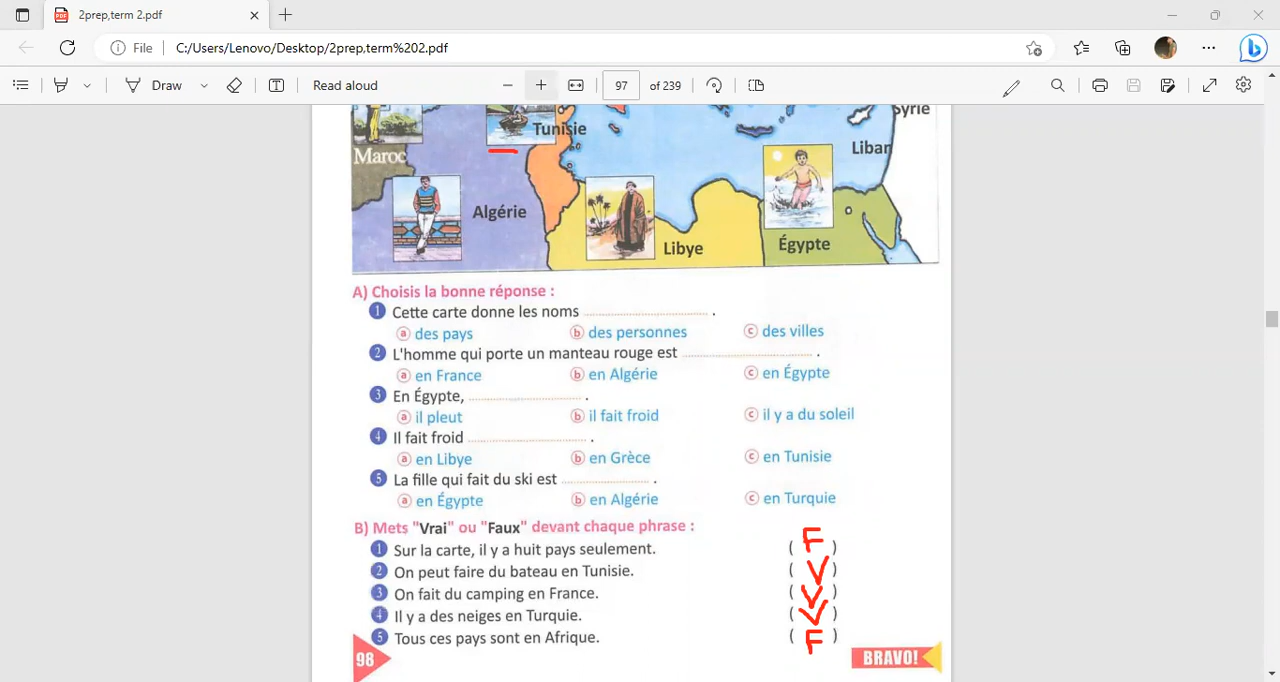 2prep,term 2.pdf
File C:/Users/Lenovo/Desktop/2prep,term%202.pdf
Draw Read aloud 97 of 239
Syrie
Tunisie
Maroc Liban
Algérie
Libye Égypte
A) Choisis la bonne réponse :
1 Cette carte donne les noms .............................. .
a des pays b des personnes c des villes
2 L'homme qui porte un manteau rouge est .............................. .
a en France b en Algérie c en Égypte
3 En Égypte, .............................. .
a il pleut b il fait froid c il y a du soleil
4 Il fait froid .............................. .
a en Libye b en Grèce c en Tunisie
5 La fille qui fait du ski est ...................... .
a en Égypte b en Algérie c en Turquie
B) Mets "Vrai" ou "Faux" devant chaque phrase :
1 Sur la carte, il y a huit pays seulement. ( F )
2 On peut faire du bateau en Tunisie. ( V )
3 On fait du camping en France. ( V )
4 Il y a des neiges en Turquie. ( V )
5 Tous ces pays sont en Afrique. ( F )
98 BRAVO!